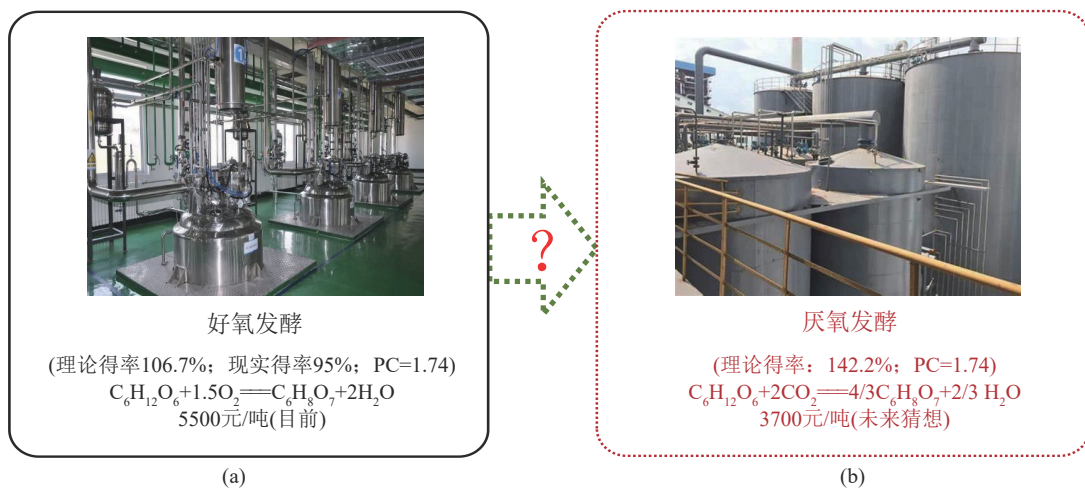 ?
好氧发酵
(理论得率106.7%；现实得率95%；PC=1.74)
C₆H₁₂O₆+1.5O₂══C₆H₈O₇+2H₂O
5500元/吨(目前)
(a)
厌氧发酵
(理论得率：142.2%；PC=1.74)
C₆H₁₂O₆+2CO₂══4/3C₆H₈O₇+2/3 H₂O
3700元/吨(未来猜想)
(b)